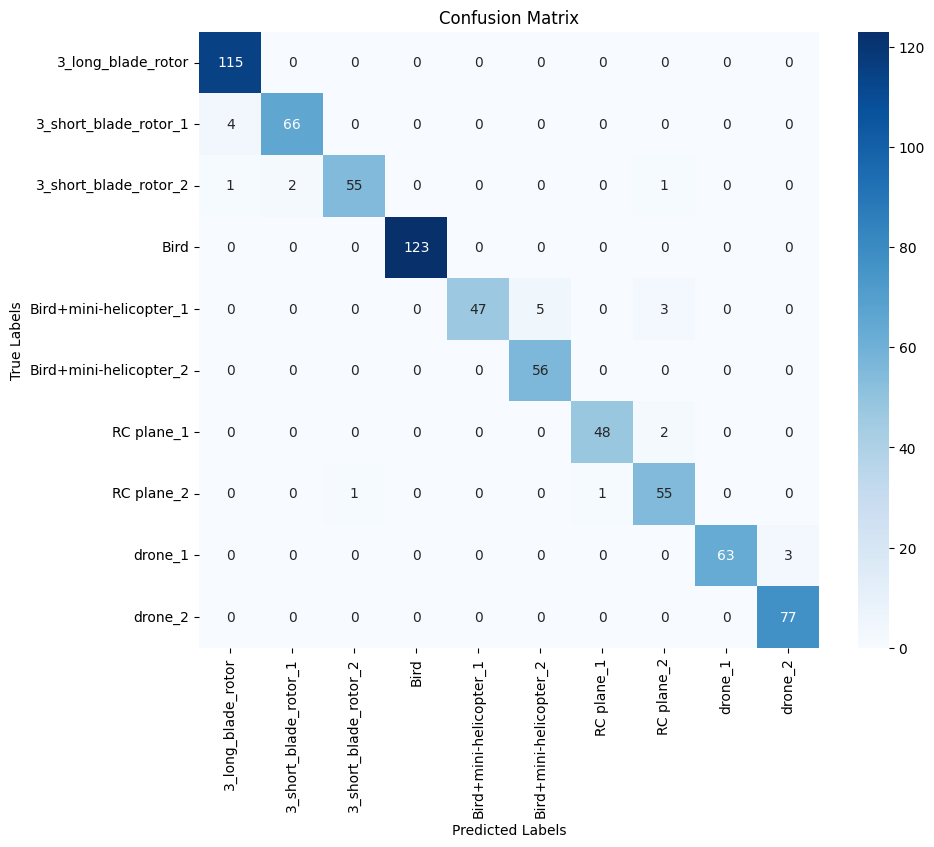 Confusion Matrix
True Labels
3_long_blade_rotor 115 0 0 0 0 0 0 0 0 0
3_short_blade_rotor_1 4 66 0 0 0 0 0 0 0 0
3_short_blade_rotor_2 1 2 55 0 0 0 0 1 0 0
Bird 0 0 0 123 0 0 0 0 0 0
Bird+mini-helicopter_1 0 0 0 0 47 5 0 3 0 0
Bird+mini-helicopter_2 0 0 0 0 0 56 0 0 0 0
RC plane_1 0 0 0 0 0 0 48 2 0 0
RC plane_2 0 0 1 0 0 0 1 55 0 0
drone_1 0 0 0 0 0 0 0 0 63 3
drone_2 0 0 0 0 0 0 0 0 0 77
3_long_blade_rotor
3_short_blade_rotor_1
3_short_blade_rotor_2
Bird
Bird+mini-helicopter_1
Bird+mini-helicopter_2
RC plane_1
RC plane_2
drone_1
drone_2
Predicted Labels
120
100
80
60
40
20
0